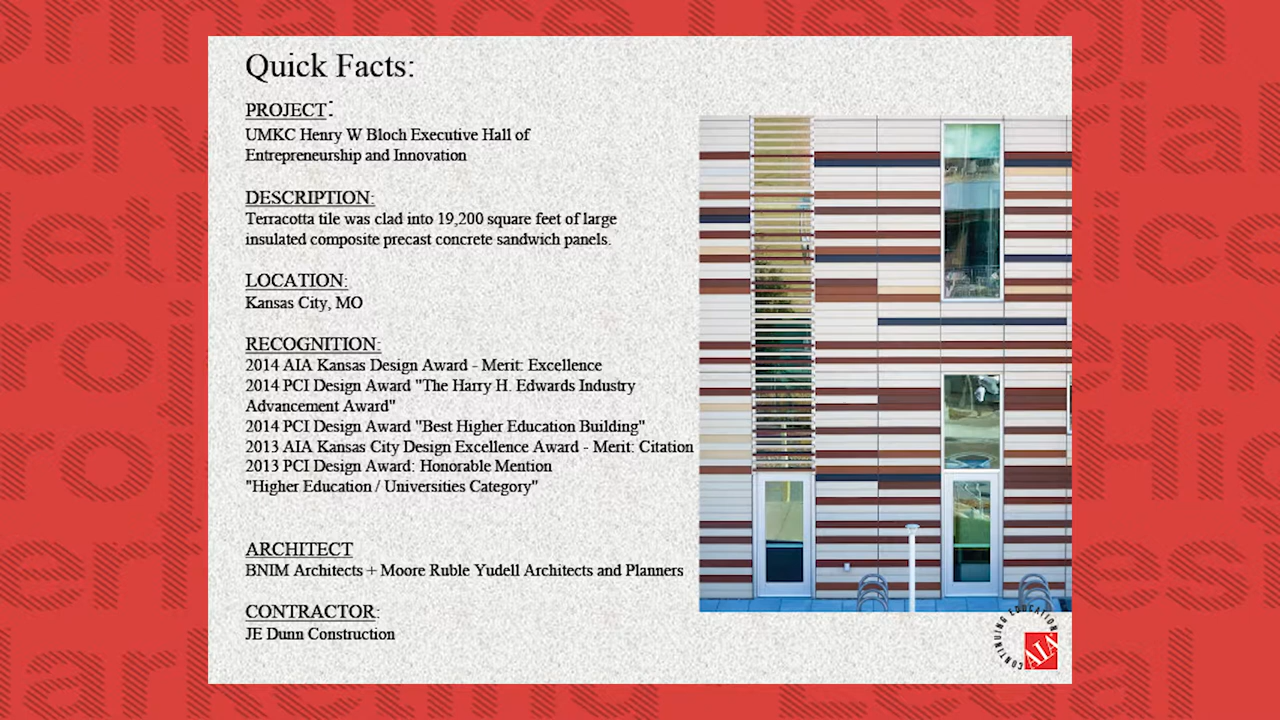 Quick Facts:
PROJECT:
UMKC Henry W Bloch Executive Hall of
Entrepreneurship and Innovation
DESCRIPTION:
Terracotta tile was clad into 19,200 square feet of large
insulated composite precast concrete sandwich panels.
LOCATION:
Kansas City, MO
RECOGNITION:
2014 AIA Kansas Design Award - Merit: Excellence
2014 PCI Design Award "The Harry H. Edwards Industry
Advancement Award"
2014 PCI Design Award "Best Higher Education Building"
2013 AIA Kansas City Design Excellence Award - Merit: Citation
2013 PCI Design Award: Honorable Mention
"Higher Education / Universities Category"
ARCHITECT
BNIM Architects + Moore Ruble Yudell Architects and Planners
CONTRACTOR:
JE Dunn Construction
CONTINUING EDUCATION
AIA